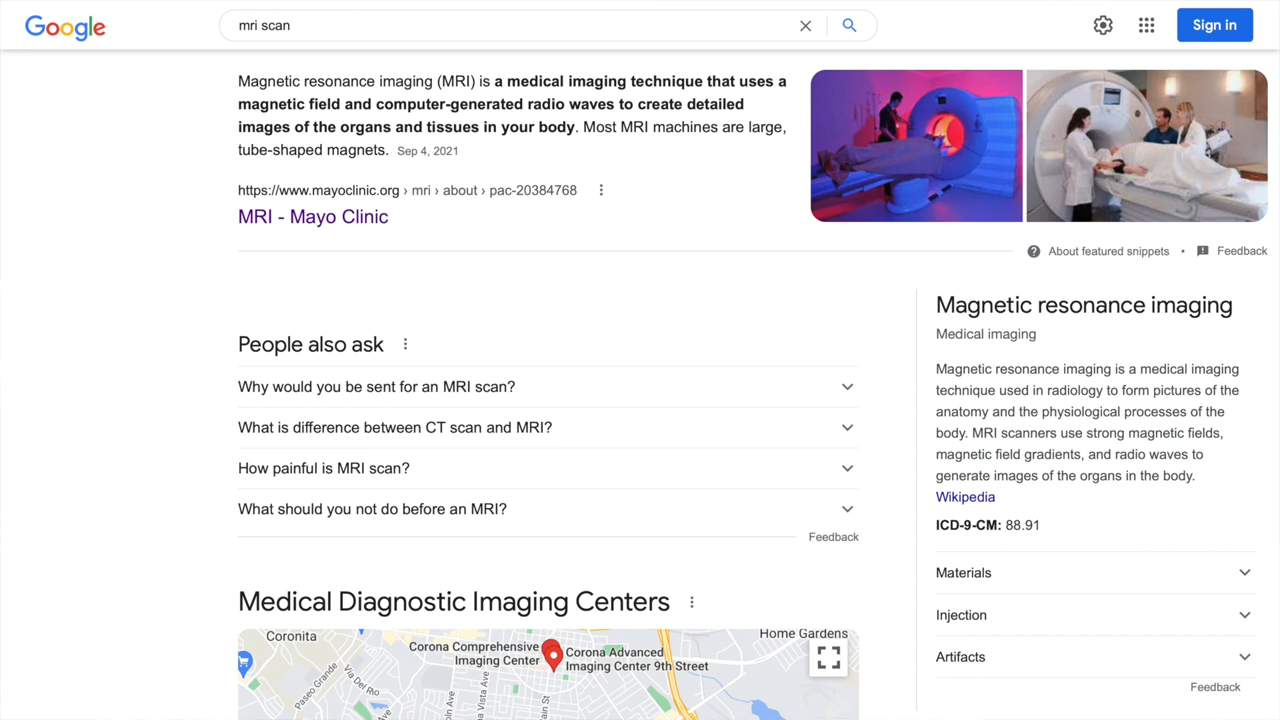 Google
mri scan
Sign in
Magnetic resonance imaging (MRI) is a medical imaging technique that uses a
magnetic field and computer-generated radio waves to create detailed
images of the organs and tissues in your body. Most MRI machines are large,
tube-shaped magnets. Sep 4, 2021
https://www.mayoclinic.org › mri › about › pac-20384768
MRI - Mayo Clinic
About featured snippets • Feedback
People also ask
Why would you be sent for an MRI scan?
What is difference between CT scan and MRI?
How painful is MRI scan?
What should you not do before an MRI?
Feedback
Medical Diagnostic Imaging Centers
Coronita
Home Gardens
Corona Comprehensive
Imaging Center
Corona Advanced
Imaging Center 9th Street
Paseo Grande
Via Del Rio
Magnetic resonance imaging
Medical imaging
Magnetic resonance imaging is a medical imaging
technique used in radiology to form pictures of the
anatomy and the physiological processes of the
body. MRI scanners use strong magnetic fields,
magnetic field gradients, and radio waves to
generate images of the organs in the body.
Wikipedia
ICD-9-CM: 88.91
Materials
Injection
Artifacts
Feedback